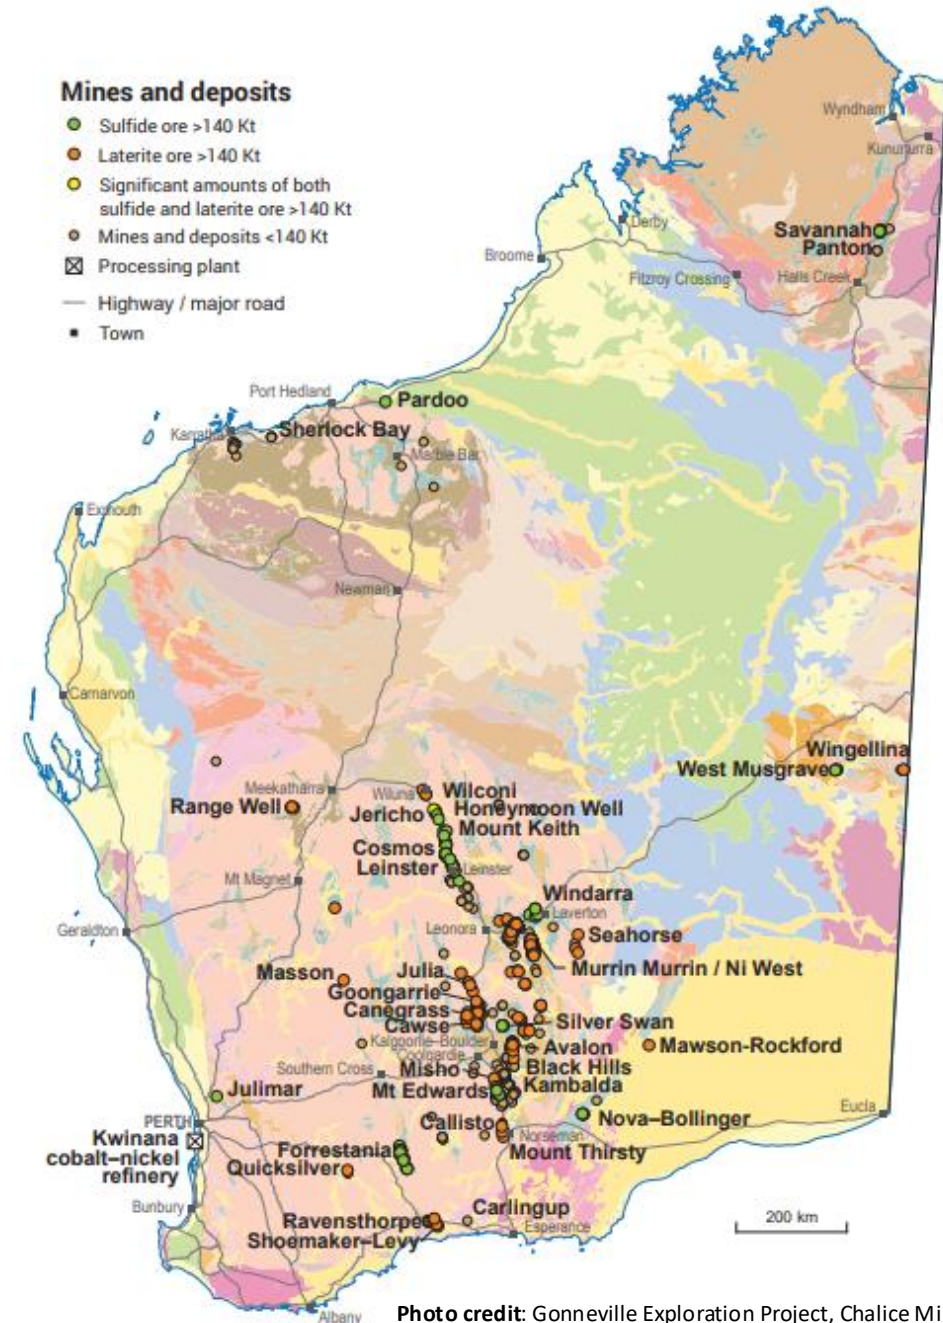 Mines and deposits
Sulfide ore >140 Kt
Laterite ore >140 Kt
Significant amounts of both
sulfide and laterite ore >140 Kt
Mines and deposits <140 Kt
Processing plant
Highway / major road
Town
Wyndham
Kununurra
Derby
Savannah
Panton
Broome
Fitzroy Crossing
Halls Creek
Port Hedland
Pardoo
Karratha
Sherlock Bay
Marble Bar
Exmouth
Newman
Carnarvon
Wingellina
West Musgrave
Meekatharra
Wiluna
Wilconi
Range Well
Honeymoon Well
Jericho
Mount Keith
Cosmos
Leinster
Leinster
Mt Magnet
Windarra
Laverton
Geraldton
Leonora
Seahorse
Murrin Murrin / Ni West
Masson
Julia
Goongarrie
Canegrass
Cawse
Silver Swan
Kalgoorlie–Boulder
Avalon
Mawson-Rockford
Coolgardie
Southern Cross
Misho
Black Hills
Mt Edwards
Kambalda
Julimar
Eucla
PERTH
Callisto
Nova–Bollinger
Kwinana
cobalt–nickel
refinery
Norseman
Forrestania
Mount Thirsty
Quicksilver
Bunbury
Carlingup
Ravensthorpe
Esperance
Shoemaker–Levy
200 km
Albany
Photo credit: Gonneville Exploration Project, Chalice Mi